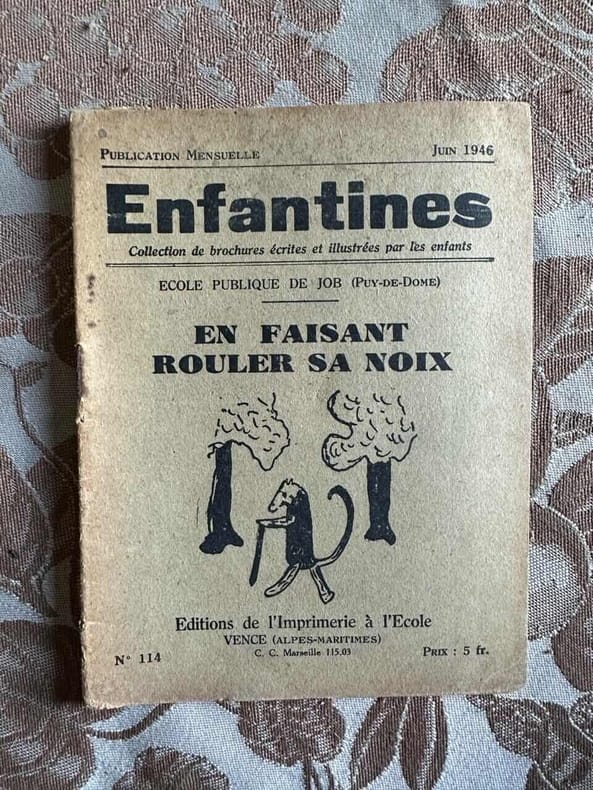 PUBLICATION MENSUELLE JUIN 1946
Enfantines
Collection de brochures écrites et illustrées par les enfants
ECOLE PUBLIQUE DE JOB (PUY-DE-DOME)
EN FAISANT
ROULER SA NOIX
Editions de l'Imprimerie à l'Ecole
VENCE (ALPES-MARITIMES)
C. C. Marseille 115.03
N° 114 PRIX : 5 fr.